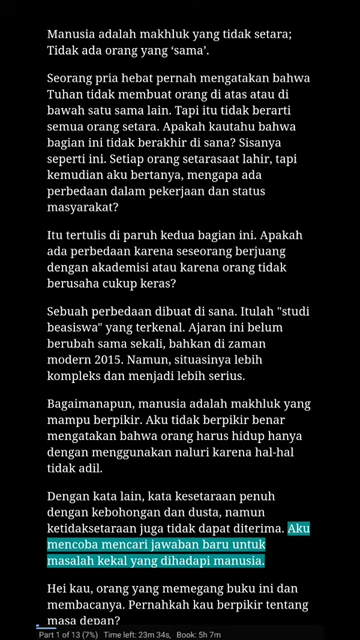 Manusia adalah makhluk yang tidak setara;
Tidak ada orang yang ‘sama’.
Seorang pria hebat pernah mengatakan bahwa
Tuhan tidak membuat orang di atas atau di
bawah satu sama lain. Tapi itu tidak berarti
semua orang setara. Apakah kautahu bahwa
bagian ini tidak berakhir di sana? Sisanya
seperti ini. Setiap orang setarasaat lahir, tapi
kemudian aku bertanya, mengapa ada
perbedaan dalam pekerjaan dan status
masyarakat?
Itu tertulis di paruh kedua bagian ini. Apakah
ada perbedaan karena seseorang berjuang
dengan akademisi atau karena orang tidak
berusaha cukup keras?
Sebuah perbedaan dibuat di sana. Itulah "studi
beasiswa" yang terkenal. Ajaran ini belum
berubah sama sekali, bahkan di zaman
modern 2015. Namun, situasinya lebih
kompleks dan menjadi lebih serius.
Bagaimanapun, manusia adalah makhluk yang
mampu berpikir. Aku tidak berpikir benar
mengatakan bahwa orang harus hidup hanya
dengan menggunakan naluri karena hal-hal
tidak adil.
Dengan kata lain, kata kesetaraan penuh
dengan kebohongan dan dusta, namun
ketidaksetaraan juga tidak dapat diterima. Aku
mencoba mencari jawaban baru untuk
masalah kekal yang dihadapi manusia.
Hei kau, orang yang memegang buku ini dan
membacanya. Pernahkah kau berpikir tentang
masa depan?
Part 1 of 13 (7%) Time left: 23m 34s, Book: 5h 7m